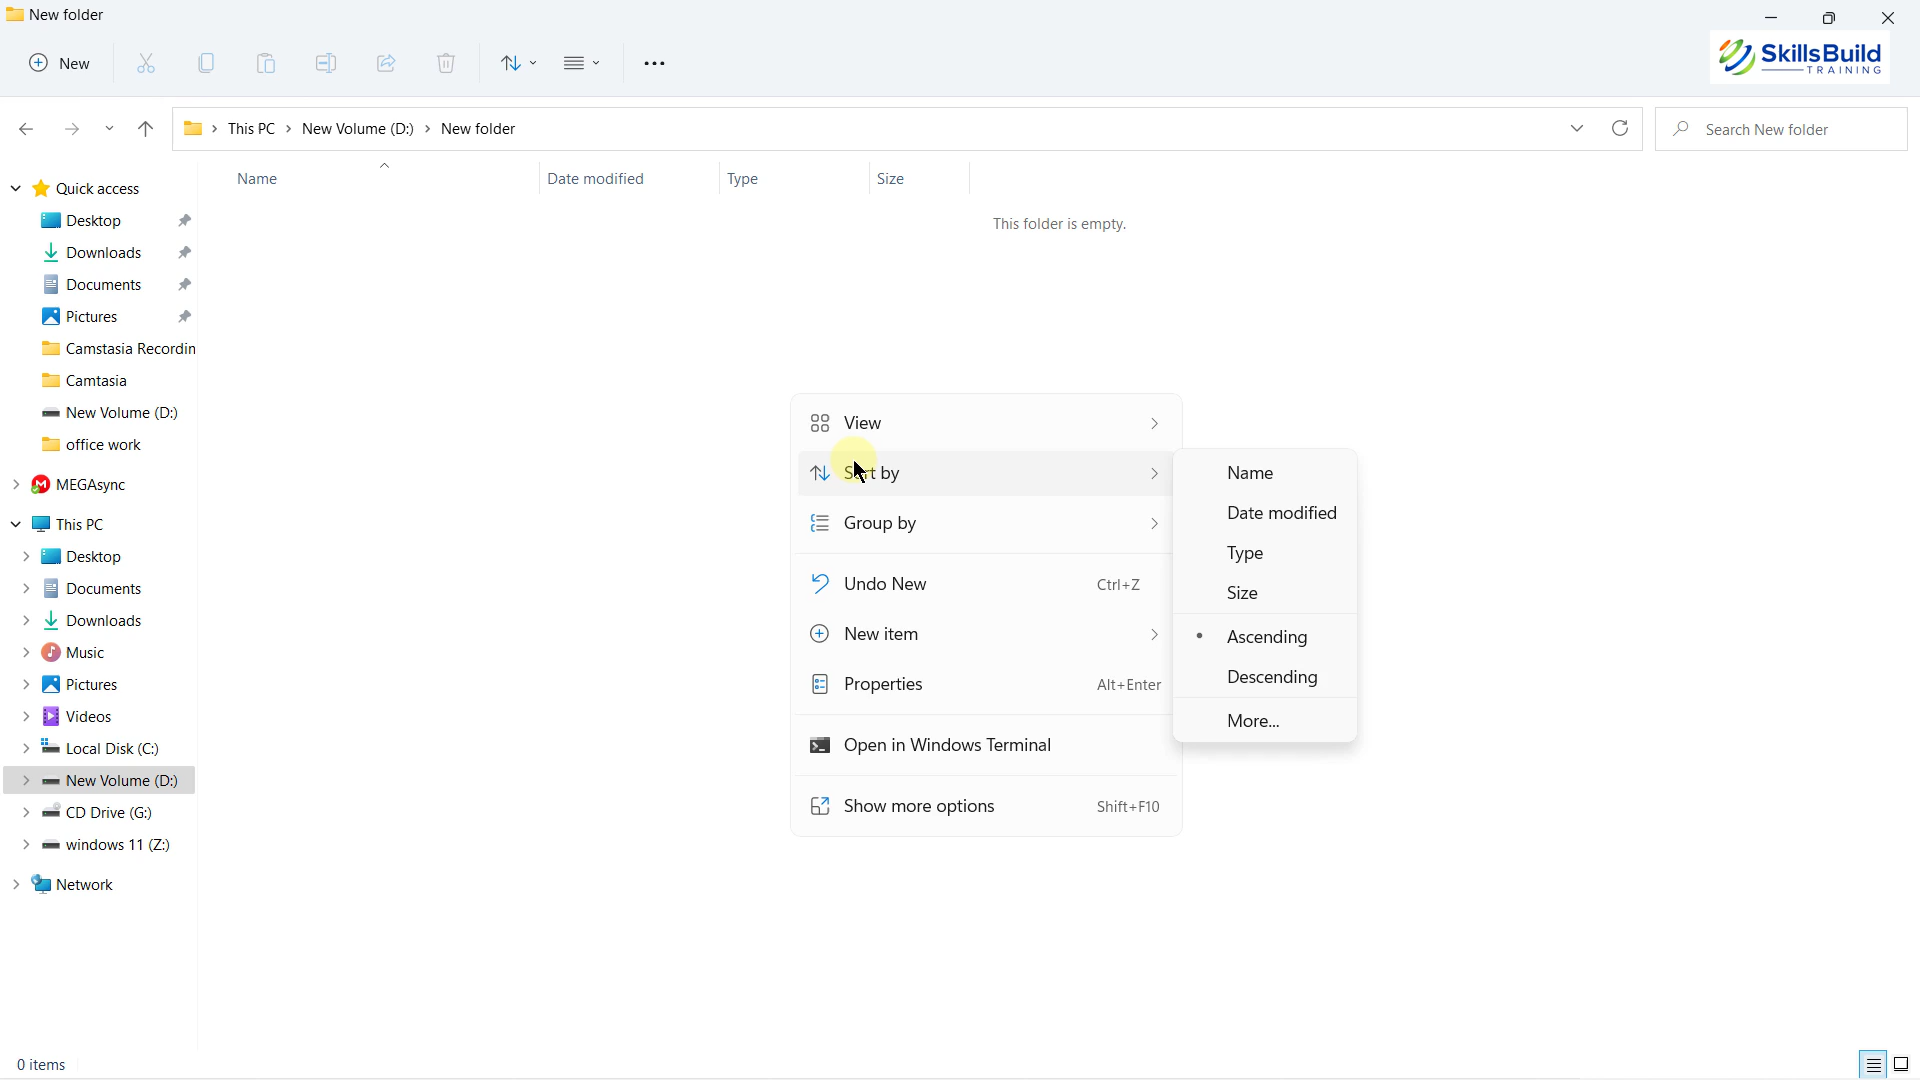 New folder
New
SkillsBuild
TRAINING
This PC > New Volume (D:) > New folder
Search New folder
Name
Date modified
Type
Size
This folder is empty.
Quick access
Desktop
Downloads
Documents
Pictures
Camstasia Recordin
Camtasia
New Volume (D:)
office work
MEGAsync
This PC
Desktop
Documents
Downloads
Music
Pictures
Videos
Local Disk (C:)
New Volume (D:)
CD Drive (G:)
windows 11 (Z:)
Network
View
Sort by
Group by
Undo New Ctrl+Z
New item
Properties Alt+Enter
Open in Windows Terminal
Show more options Shift+F10
Name
Date modified
Type
Size
Ascending
Descending
More...
0 items